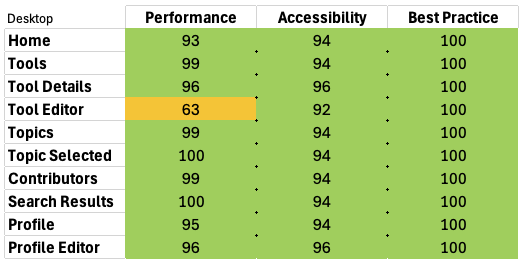 Desktop Performance Accessibility Best Practice
Home 93 94 100
Tools 99 94 100
Tool Details 96 96 100
Tool Editor 63 92 100
Topics 99 94 100
Topic Selected 100 94 100
Contributors 99 94 100
Search Results 100 94 100
Profile 95 94 100
Profile Editor 96 96 100